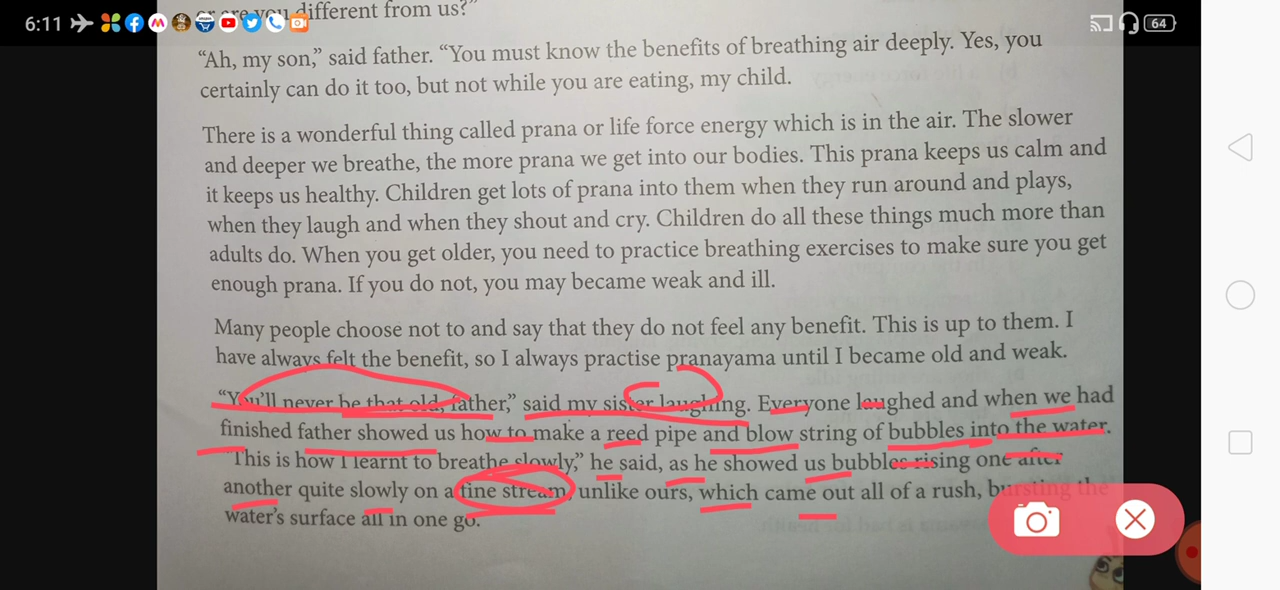 6:11
64
are you different from us?"
“Ah, my son,” said father. “You must know the benefits of breathing air deeply. Yes, you
certainly can do it too, but not while you are eating, my child.
There is a wonderful thing called prana or life force energy which is in the air. The slower
and deeper we breathe, the more prana we get into our bodies. This prana keeps us calm and
it keeps us healthy. Children get lots of prana into them when they run around and plays,
when they laugh and when they shout and cry. Children do all these things much more than
adults do. When you get older, you need to practice breathing exercises to make sure you get
enough prana. If you do not, you may became weak and ill.
Many people choose not to and say that they do not feel any benefit. This is up to them. I
have always felt the benefit, so I always practise pranayama until I became old and weak.
“You'll never be that old, father,” said my sister laughing. Everyone laughed and when we had
finished father showed us how to make a reed pipe and blow string of bubbles into the water.
“This is how I learnt to breathe slowly,” he said, as he showed us bubbles rising one after
another quite slowly on a fine stream, unlike ours, which came out all of a rush, bursting the
water's surface all in one go.